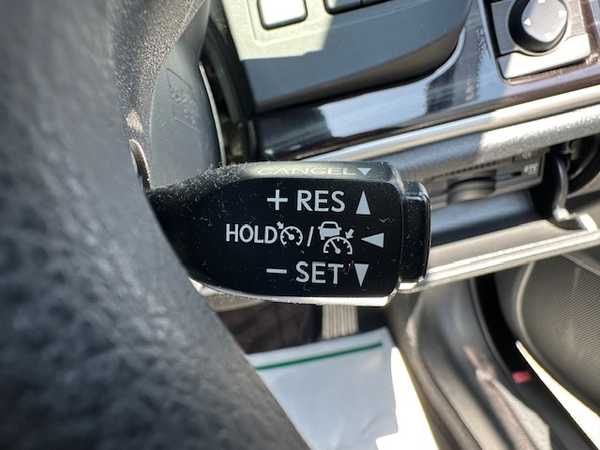 CANCEL▼
+ RES ▲
HOLD / ◄
− SET ▼